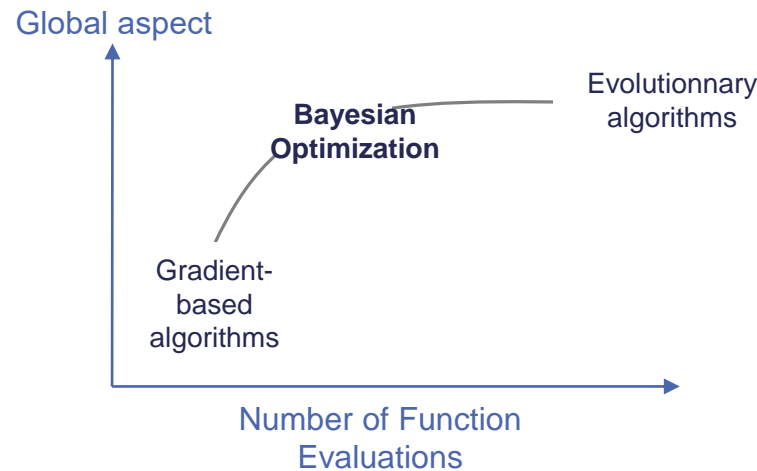 Global aspect
Evolutionnary
algorithms
Bayesian
Optimization
Gradient-
based
algorithms
Number of Function
Evaluations